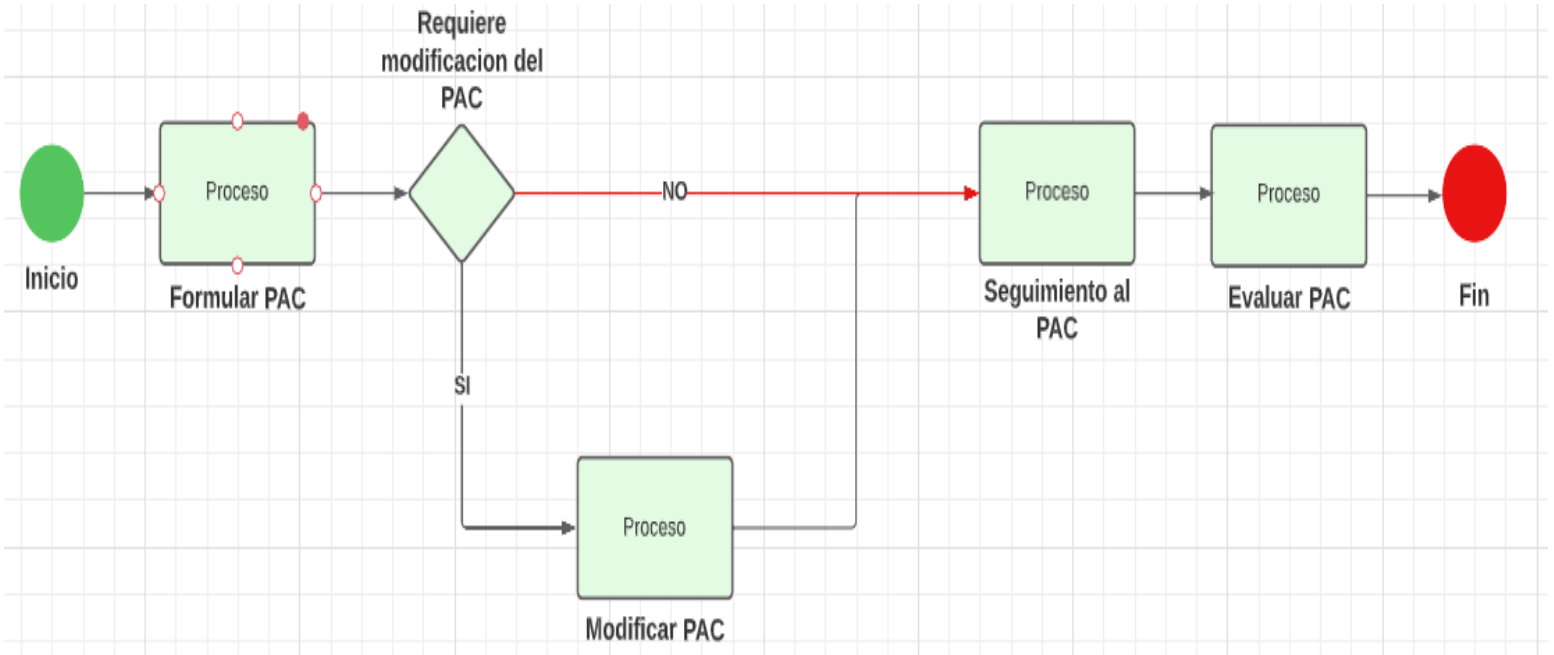 Requiere
modificacion del
PAC
Proceso
NO
Proceso
Proceso
Inicio
Formular PAC
Seguimiento al
PAC
Evaluar PAC
Fin
SI
Proceso
Modificar PAC